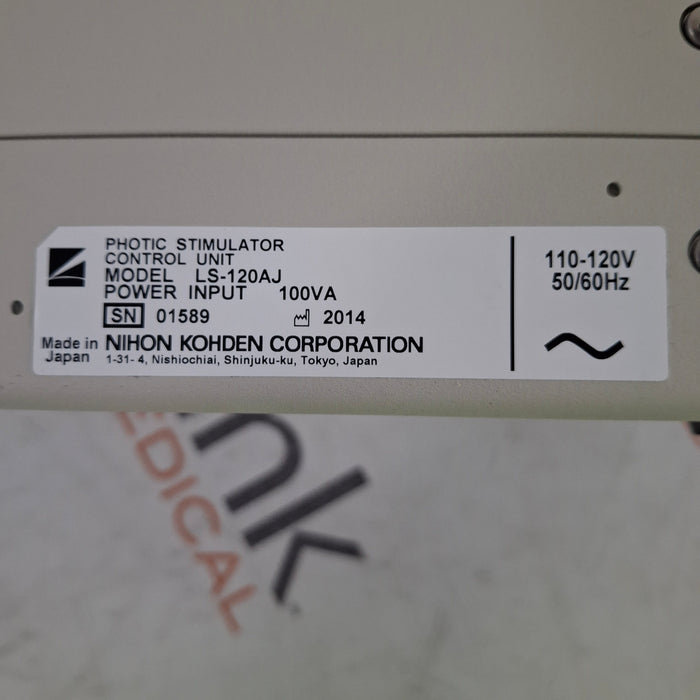 PHOTIC STIMULATOR
CONTROL UNIT
MODEL LS-120AJ
POWER INPUT 100VA
SN 01589 2014
Made in Japan
NIHON KOHDEN CORPORATION
1-31- 4, Nishiochiai, Shinjuku-ku, Tokyo, Japan
110-120V
50/60Hz
MEDICAL